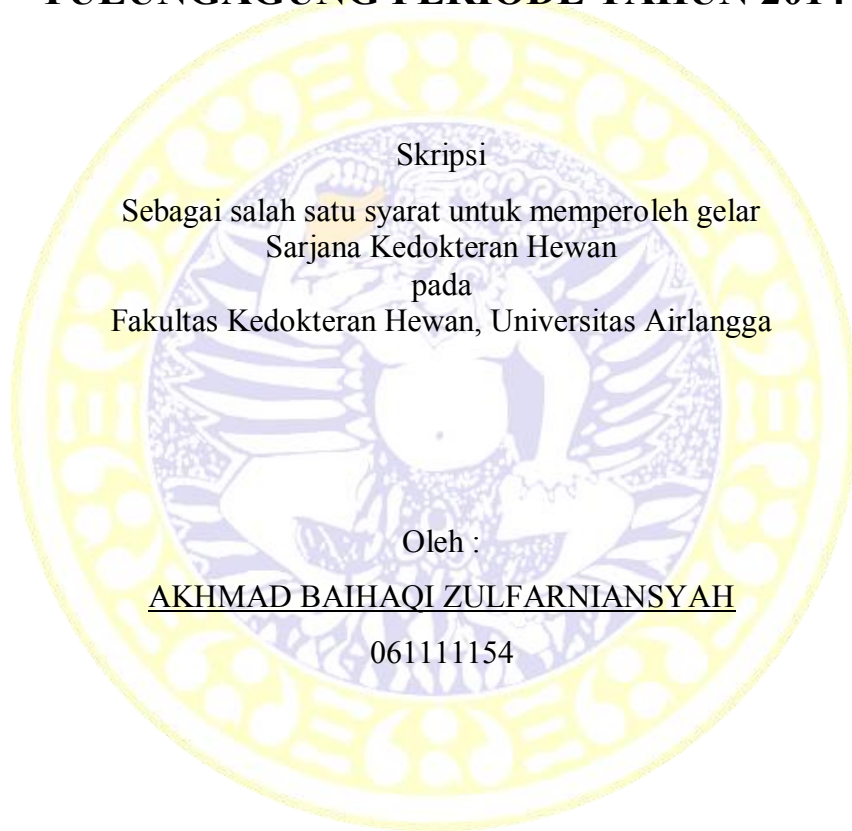 TULUNGAGUNG PERIODE TAHUN 2014
Skripsi
Sebagai salah satu syarat untuk memperoleh gelar
Sarjana Kedokteran Hewan
pada
Fakultas Kedokteran Hewan, Universitas Airlangga
Oleh :
AKHMAD BAIHAQI ZULFARNIANSYAH
061111154